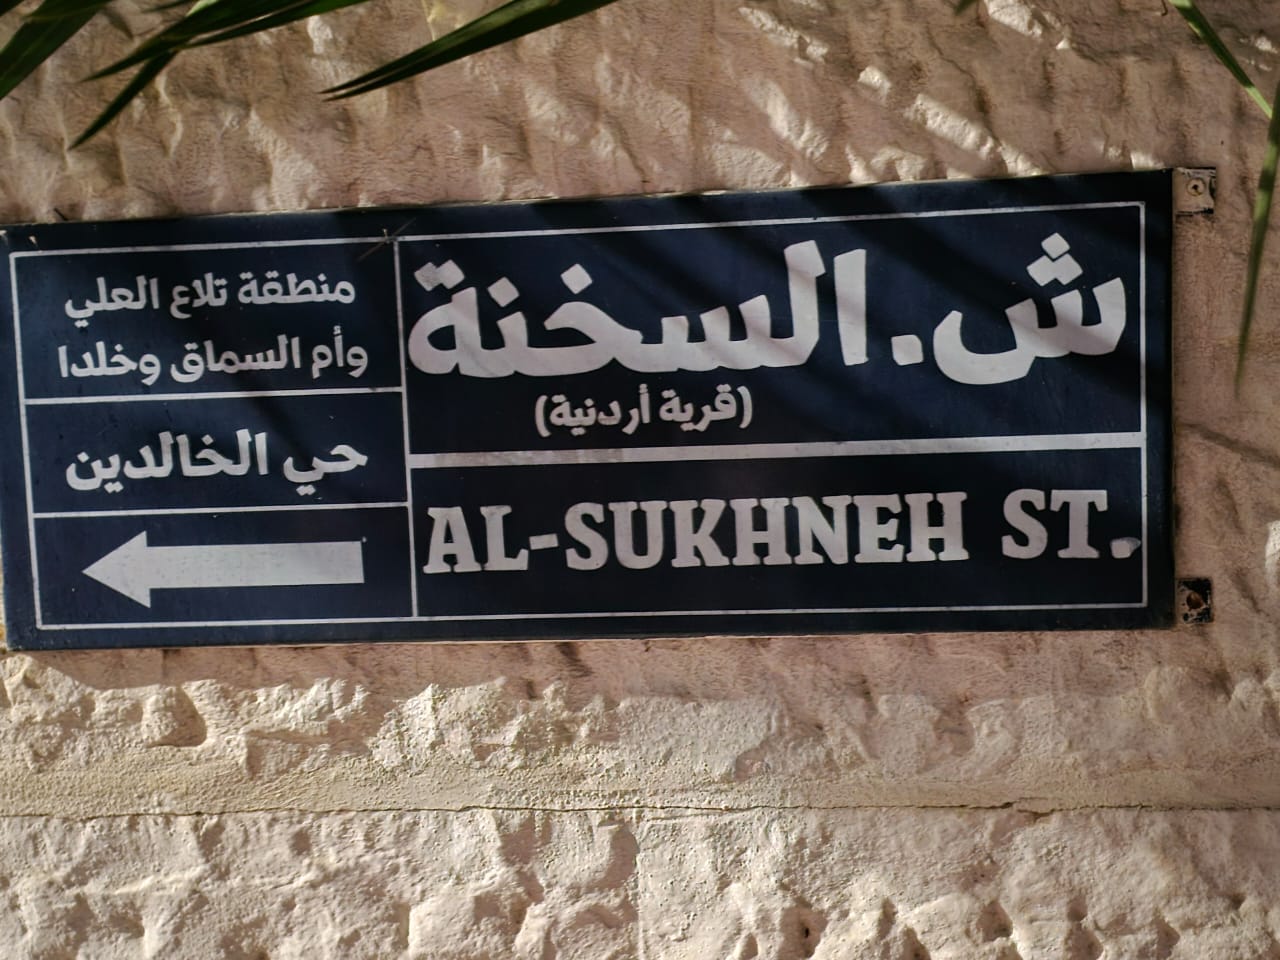 ش. السخنة
(قرية أردنية)
AL-SUKHNEH ST.
منطقة تلاع العلي
وأم السماق وخلدا
حي الخالدين